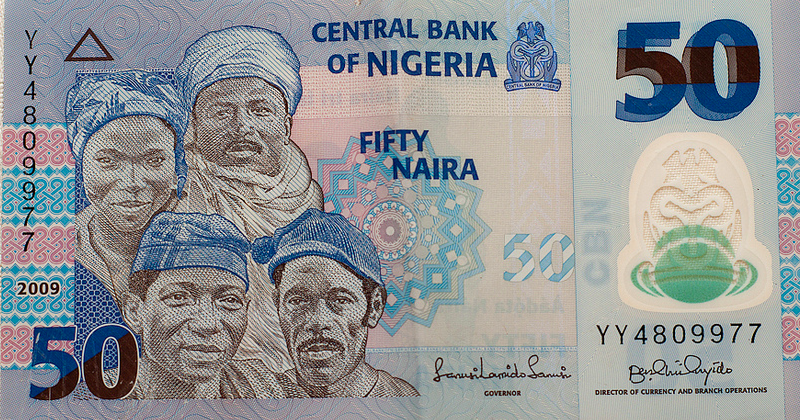 CENTRAL BANK
OF NIGERIA
CENTRAL BANK OF NIGERIA
50
YY4809977
FIFTY
NAIRA
50
CBN
2009
50
YY4809977
GOVERNOR
DIRECTOR OF CURRENCY AND BRANCH OPERATIONS